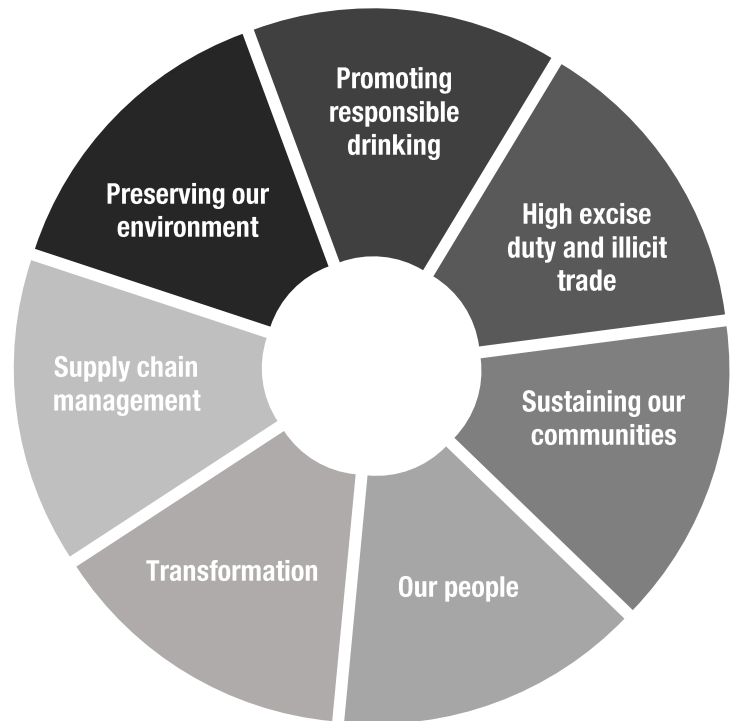 Promoting
responsible
drinking
High excise
duty and illicit
trade
Sustaining our
communities
Our people
Transformation
Supply chain
management
Preserving our
environment